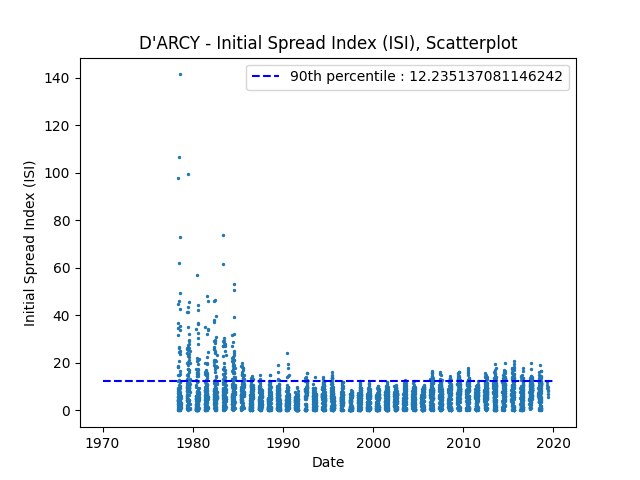 D'ARCY - Initial Spread Index (ISI), Scatterplot
90th percentile : 12.235137081146242
140
120
100
80
60
40
20
0
Initial Spread Index (ISI)
1970 1980 1990 2000 2010 2020
Date